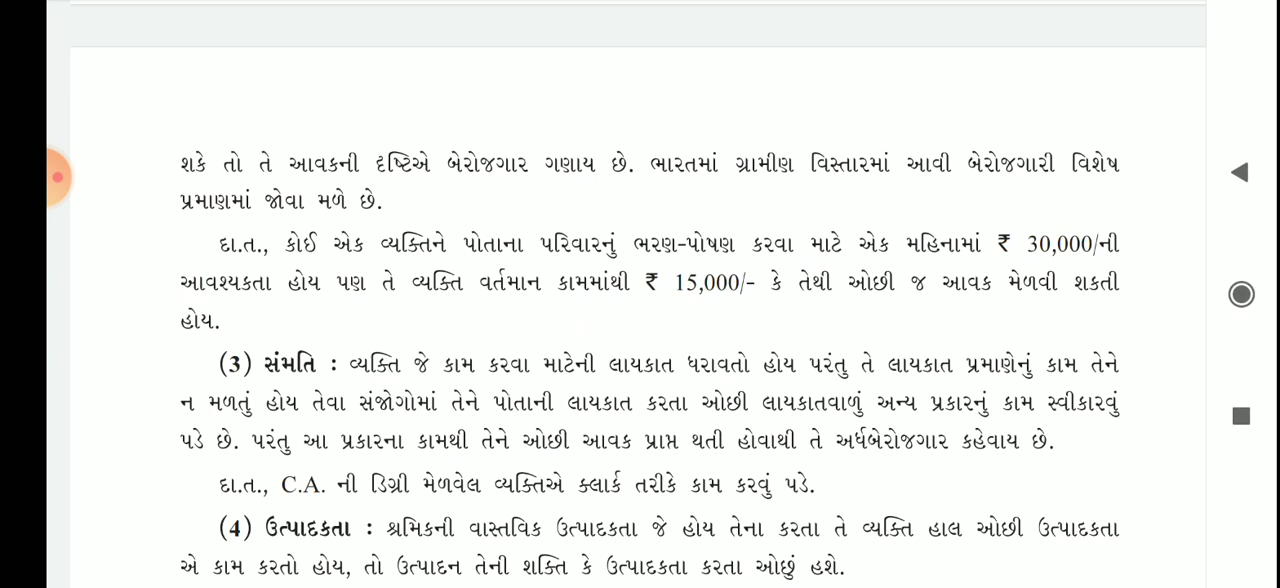 શકે તો તે આવકની દૃષ્ટિએ બેરોજગાર ગણાય છે. ભારતમાં ગ્રામીણ વિસ્તારમાં આવી બેરોજગારી વિશેષ
પ્રમાણમાં જોવા મળે છે.
દા.ત., કોઈ એક વ્યક્તિને પોતાના પરિવારનું ભરણ-પોષણ કરવા માટે એક મહિનામાં ₹ 30,000/ની
આવશ્યકતા હોય પણ તે વ્યક્તિ વર્તમાન કામમાંથી ₹ 15,000/- કે તેથી ઓછી જ આવક મેળવી શકતી
હોય.
(3) સંમતિ : વ્યક્તિ જે કામ કરવા માટેની લાયકાત ધરાવતો હોય પરંતુ તે લાયકાત પ્રમાણેનું કામ તેને
ન મળતું હોય તેવા સંજોગોમાં તેને પોતાની લાયકાત કરતા ઓછી લાયકાતવાળું અન્ય પ્રકારનું કામ સ્વીકારવું
પડે છે. પરંતુ આ પ્રકારના કામથી તેને ઓછી આવક પ્રાપ્ત થતી હોવાથી તે અર્ધબેરોજગાર કહેવાય છે.
દા.ત., C.A. ની ડિગ્રી મેળવેલ વ્યક્તિએ ક્લાર્ક તરીકે કામ કરવું પડે.
(4) ઉત્પાદકતા : શ્રમિકની વાસ્તવિક ઉત્પાદકતા જે હોય તેના કરતા તે વ્યક્તિ હાલ ઓછી ઉત્પાદકતા
એ કામ કરતો હોય, તો ઉત્પાદન તેની શક્તિ કે ઉત્પાદકતા કરતા ઓછું હશે.